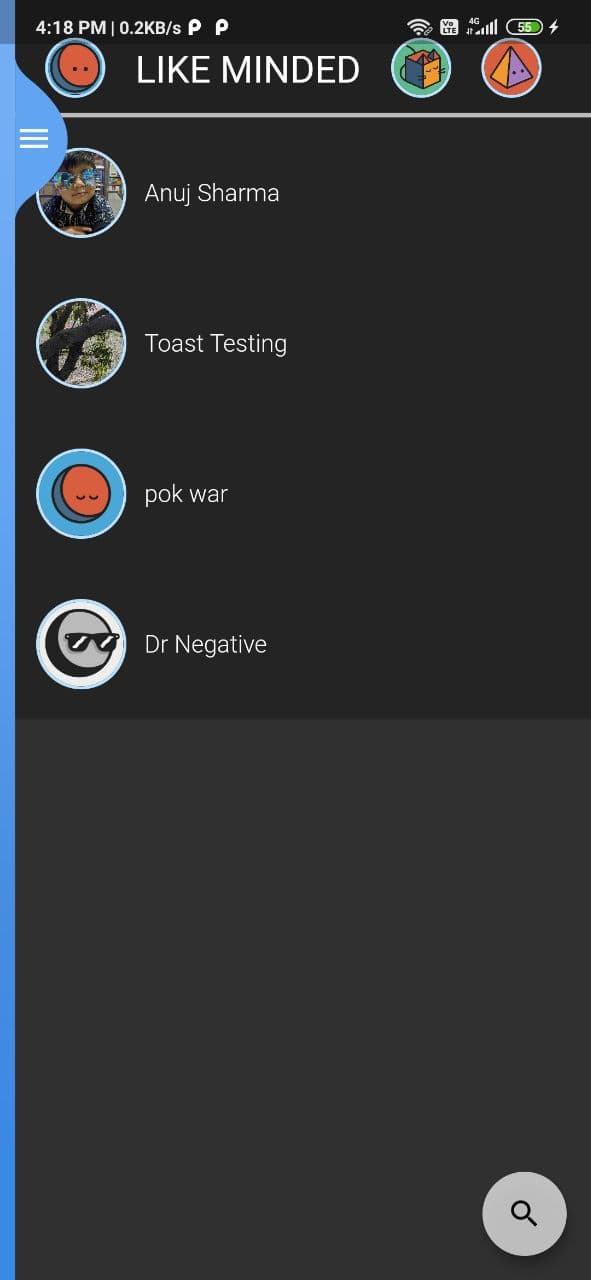 4:18 PM | 0.2KB/s P P Vo LTE 4G 55
LIKE MINDED
Anuj Sharma
Toast Testing
pok war
Dr Negative